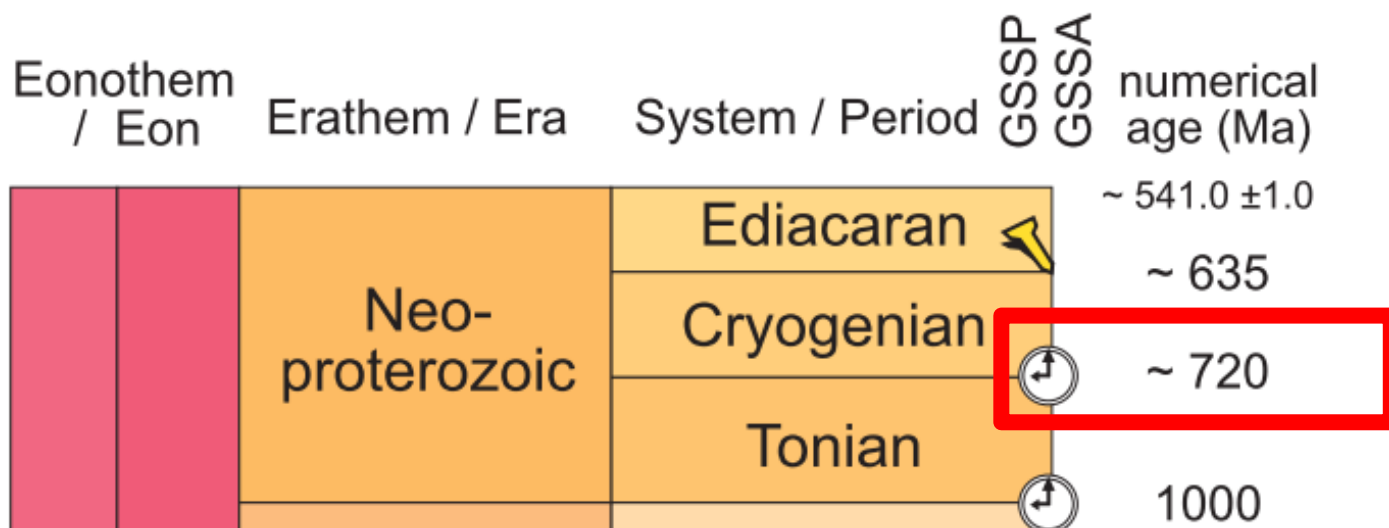 Eonothem
/ Eon
Erathem / Era
System / Period
GSSP
GSSA
numerical
age (Ma)
~ 541.0 ±1.0
Ediacaran
~ 635
Neo-
proterozoic
Cryogenian
~ 720
Tonian
1000